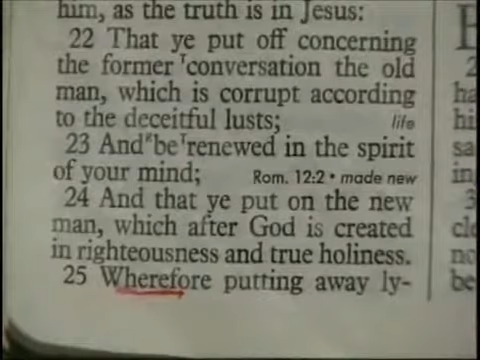 him, as the truth is in Jesus:
22 That ye put off concerning
the former ʳconversation the old
man, which is corrupt according
to the deceitful lusts; life
23 And ˣbe ʳrenewed in the spirit
of your mind; Rom. 12:2 • made new
24 And that ye put on the new
man, which after God is created
in righteousness and true holiness.
25 Wherefore putting away ly-